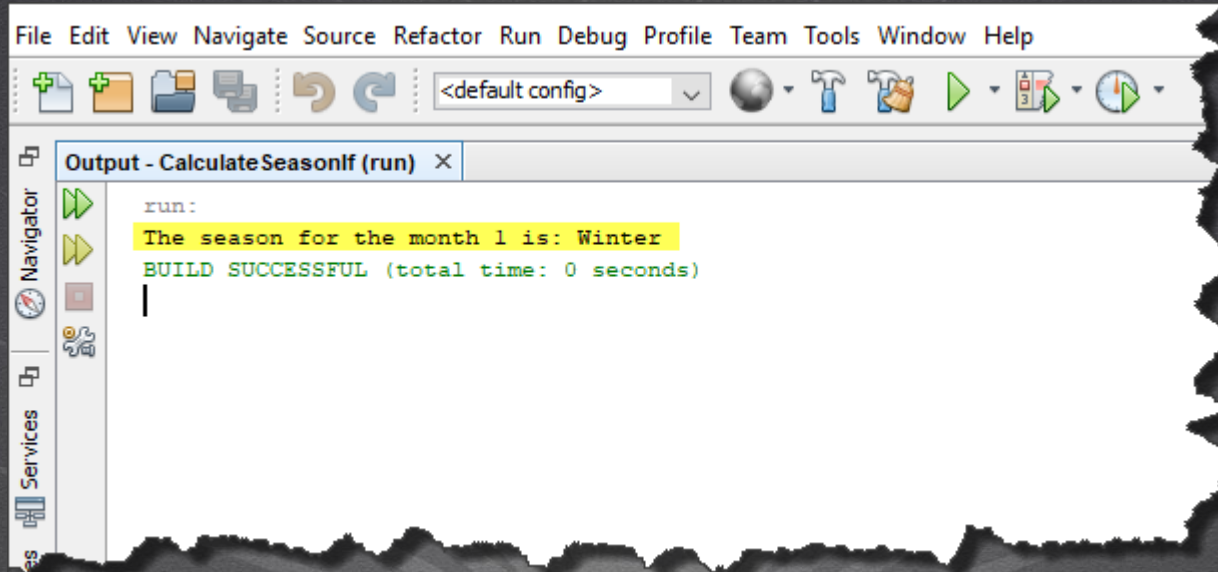 File Edit View Navigate Source Refactor Run Debug Profile Team Tools Window Help
<default config>
Output - CalculateSeasonIf (run)
run:
The season for the month 1 is: Winter
BUILD SUCCESSFUL (total time: 0 seconds)
Navigator
Services